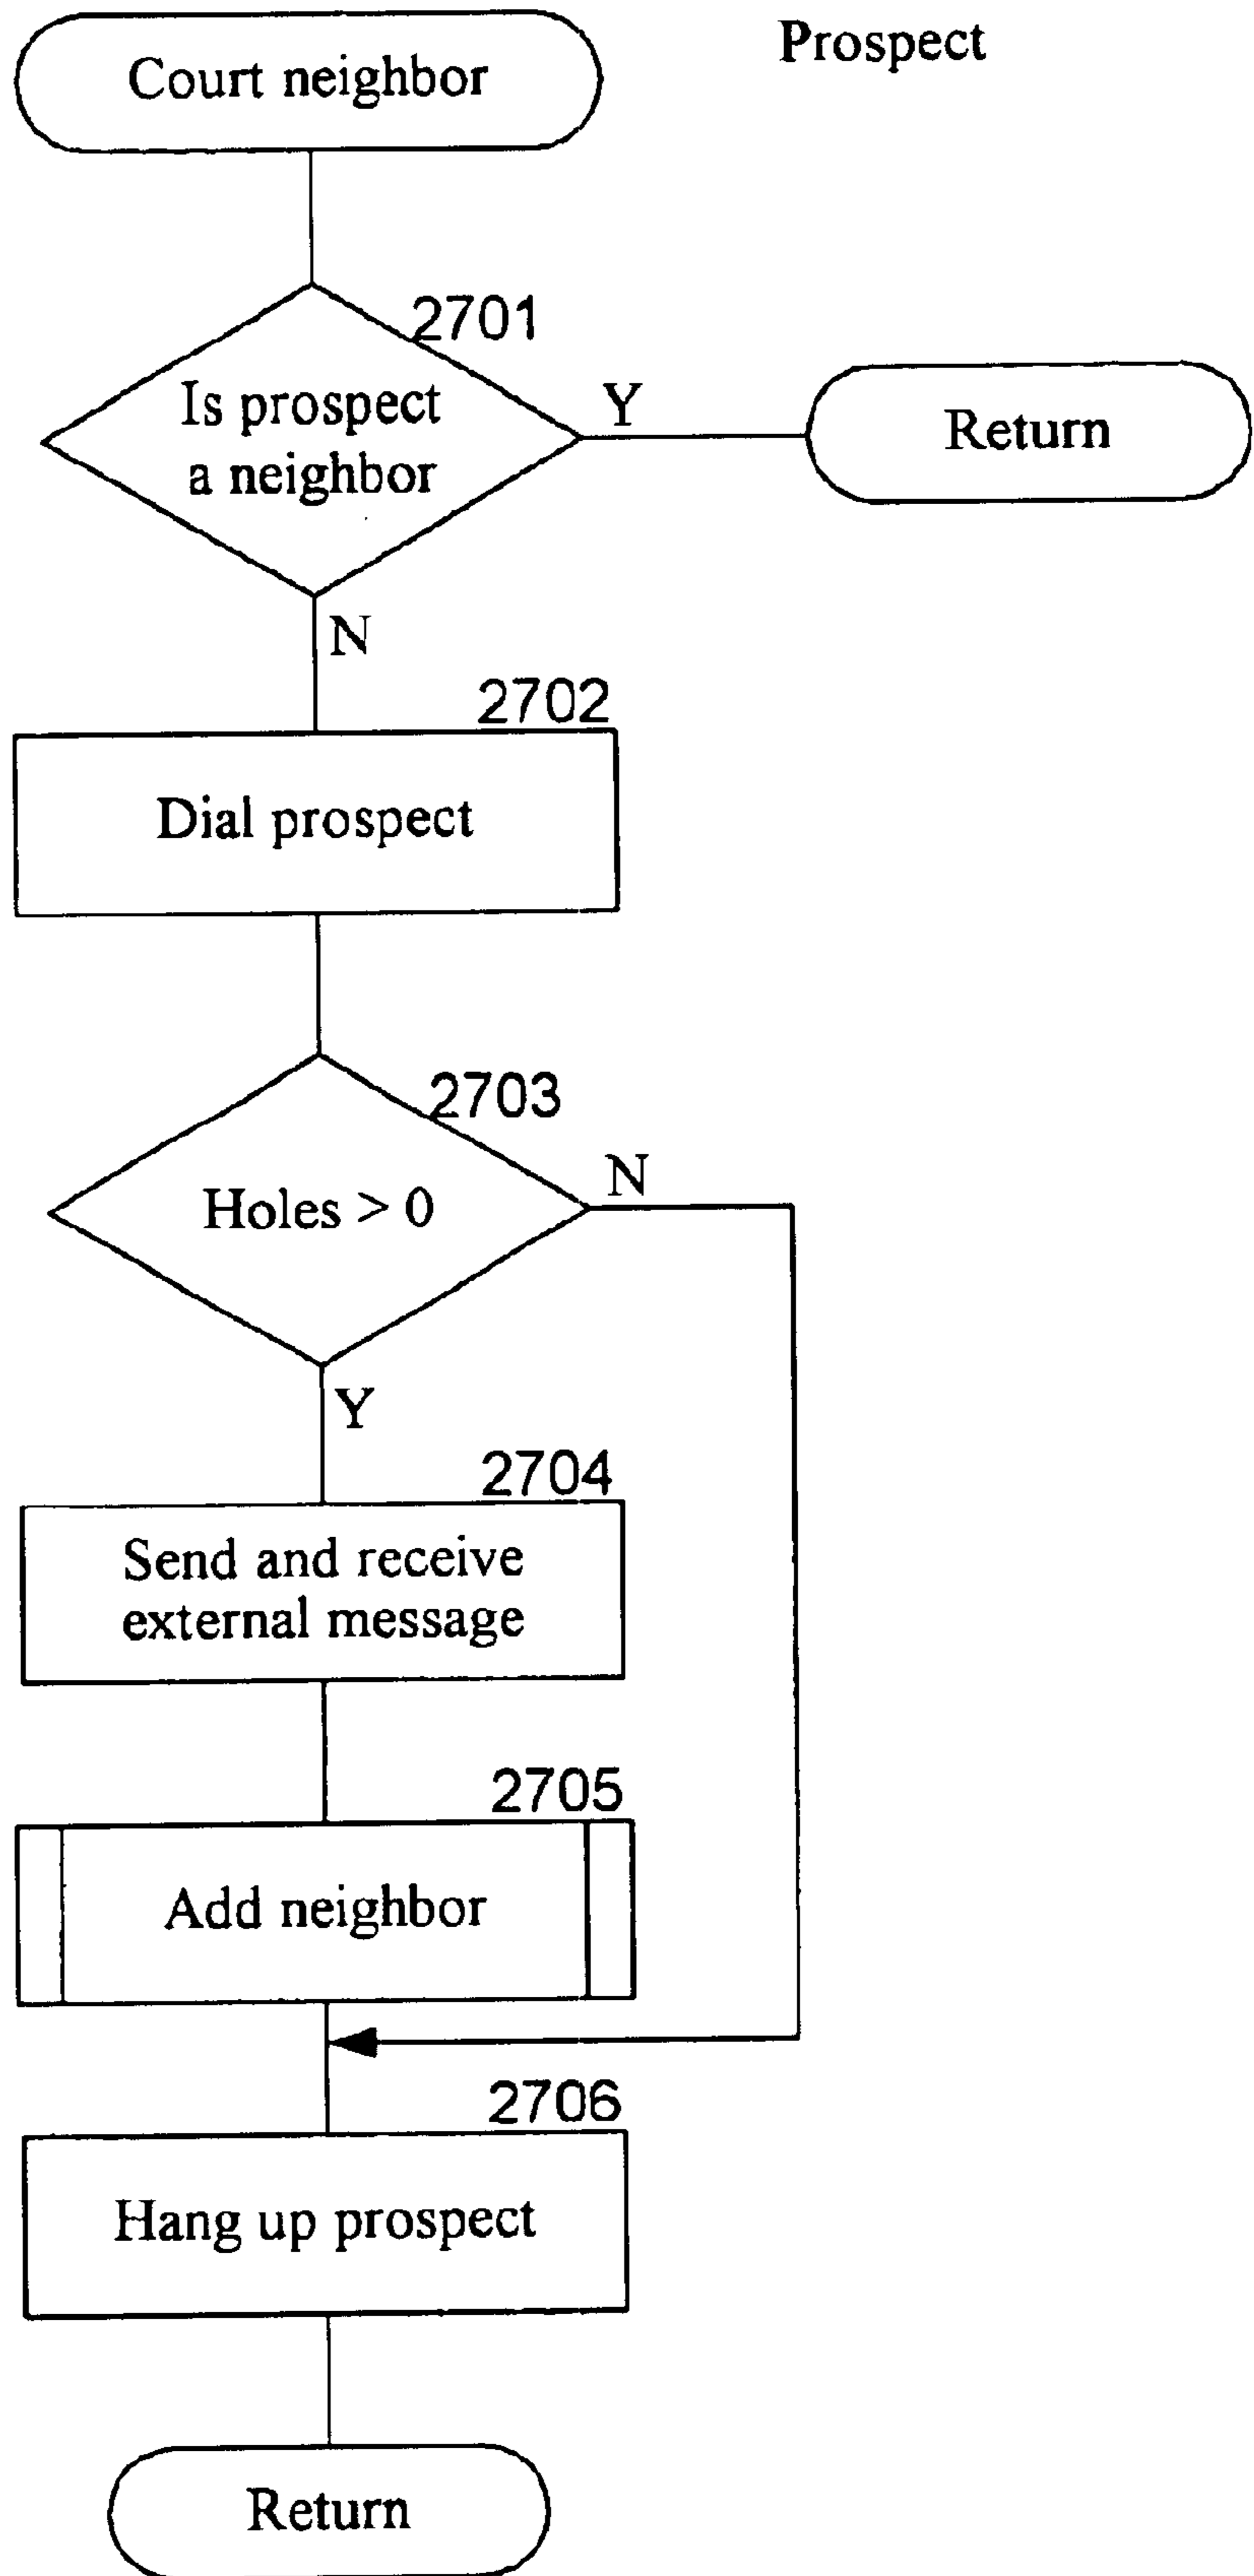 Court neighbor
Prospect
2701
Is prospect
a neighbor
Y
Return
N
2702
Dial prospect
2703
Holes > 0
N
Y
2704
Send and receive
external message
2705
Add neighbor
2706
Hang up prospect
Return